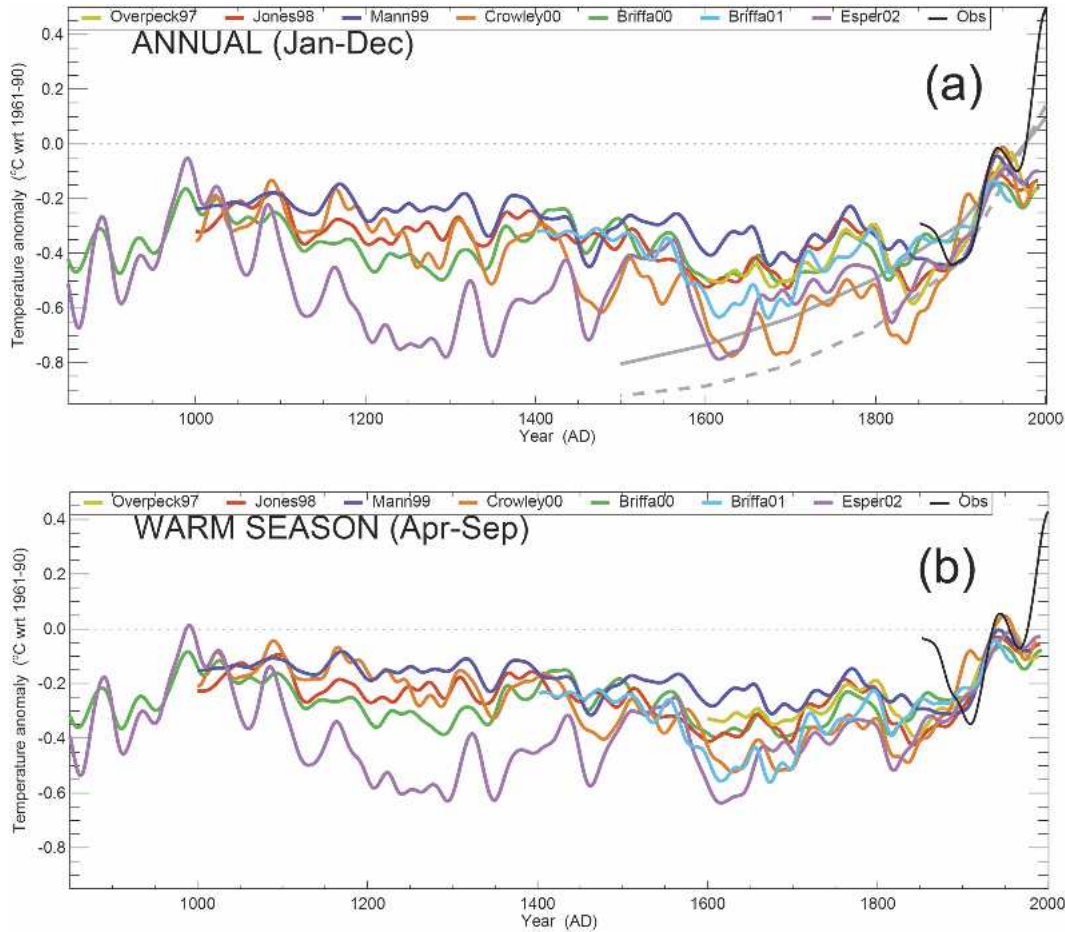 Overpeck97 Jones98 Mann99 Crowley00 Briffa00 Briffa01 Esper02 Obs
ANNUAL (Jan-Dec)
(a)
Temperature anomaly (°C wrt 1961-90)
0.4
0.2
0.0
-0.2
-0.4
-0.6
-0.8
1000 1200 1400 1600 1800 2000
Year (AD)
Overpeck97 Jones98 Mann99 Crowley00 Briffa00 Briffa01 Esper02 Obs
WARM SEASON (Apr-Sep)
(b)
Temperature anomaly (°C wrt 1961-90)
0.4
0.2
0.0
-0.2
-0.4
-0.6
-0.8
1000 1200 1400 1600 1800 2000
Year (AD)